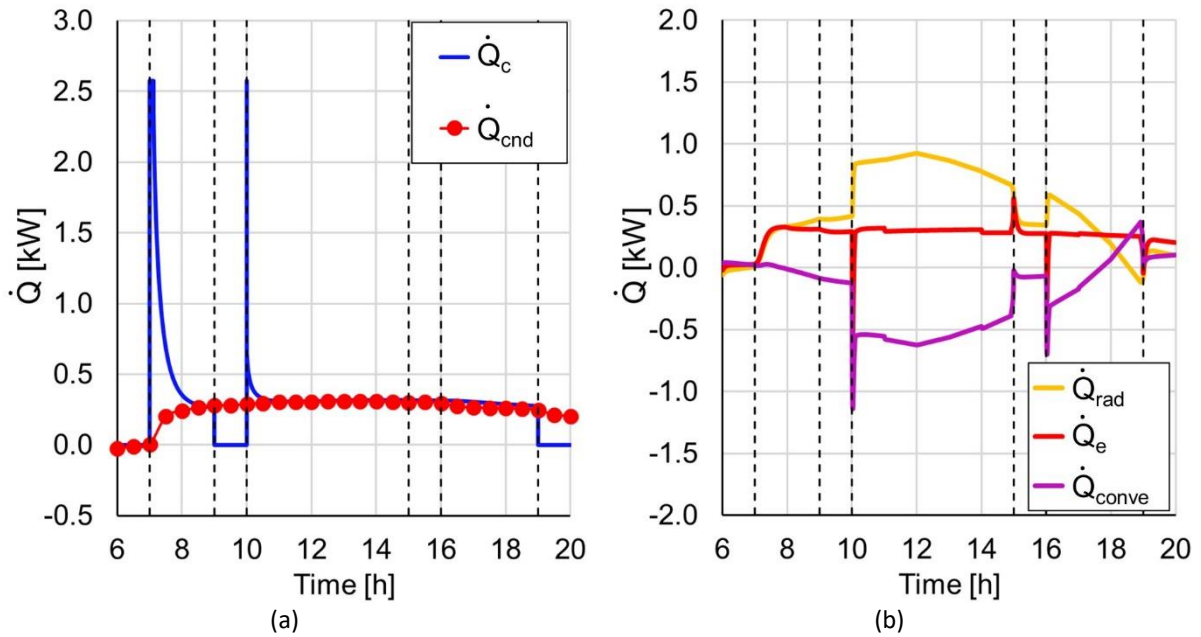 3.0
2.5
2.0
1.5
1.0
0.5
0.0
-0.5
Q̇ [kW]
Q̇c
Q̇cnd
6 8 10 12 14 16 18 20
Time [h]
(a)
2.0
1.5
1.0
0.5
0.0
-0.5
-1.0
-1.5
-2.0
Q̇ [kW]
Q̇rad
Q̇e
Q̇conve
6 8 10 12 14 16 18 20
Time [h]
(b)